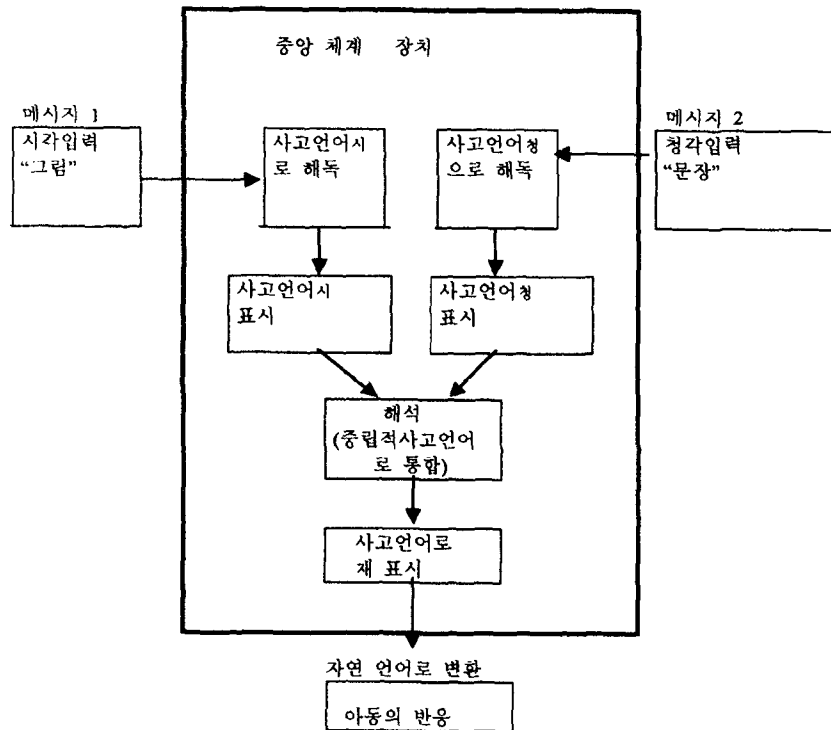 중앙 체계 장치
메시지 1
시각입력
“그림”
사고언어시
로 해독
사고언어청
으로 해독
메시지 2
청각입력
“문장”
사고언어시
표시
사고언어청
표시
해석
(중립적사고언어
로 통합)
사고언어로
재 표시
자연 언어로 변환
아동의 반응